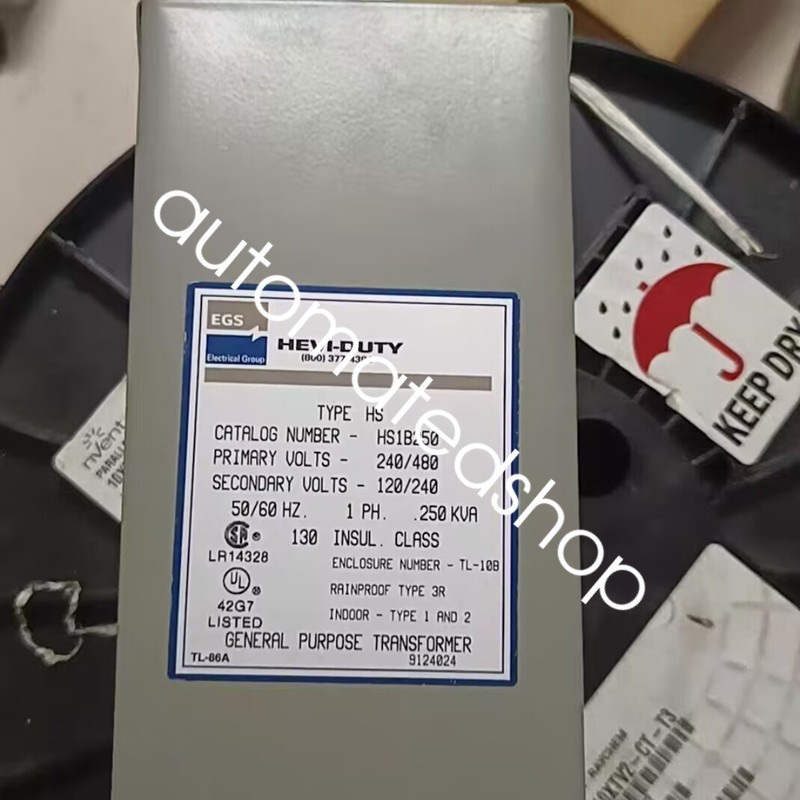 automatedshop
EGS
Electrical Group
HEVI-DUTY
TYPE HS
CATALOG NUMBER - HS1B250
PRIMARY VOLTS - 240/480
SECONDARY VOLTS - 120/240
50/60 HZ. 1 PH. .250 KVA
130 INSUL. CLASS
LR14328
ENCLOSURE NUMBER - TL-10B
RAINPROOF TYPE 3R
INDOOR - TYPE 1 AND 2
UL
42G7
LISTED
GENERAL PURPOSE TRANSFORMER
TL-86A
9124024
KEEP DRY
RAYCHEM